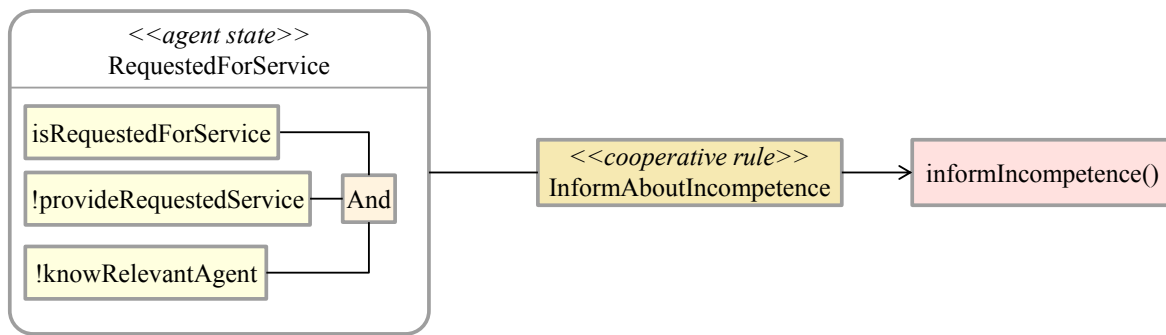 <<agent state>>
RequestedForService
isRequestedForService
!provideRequestedService
And
!knowRelevantAgent
<<cooperative rule>>
InformAboutIncompetence
informIncompetence()